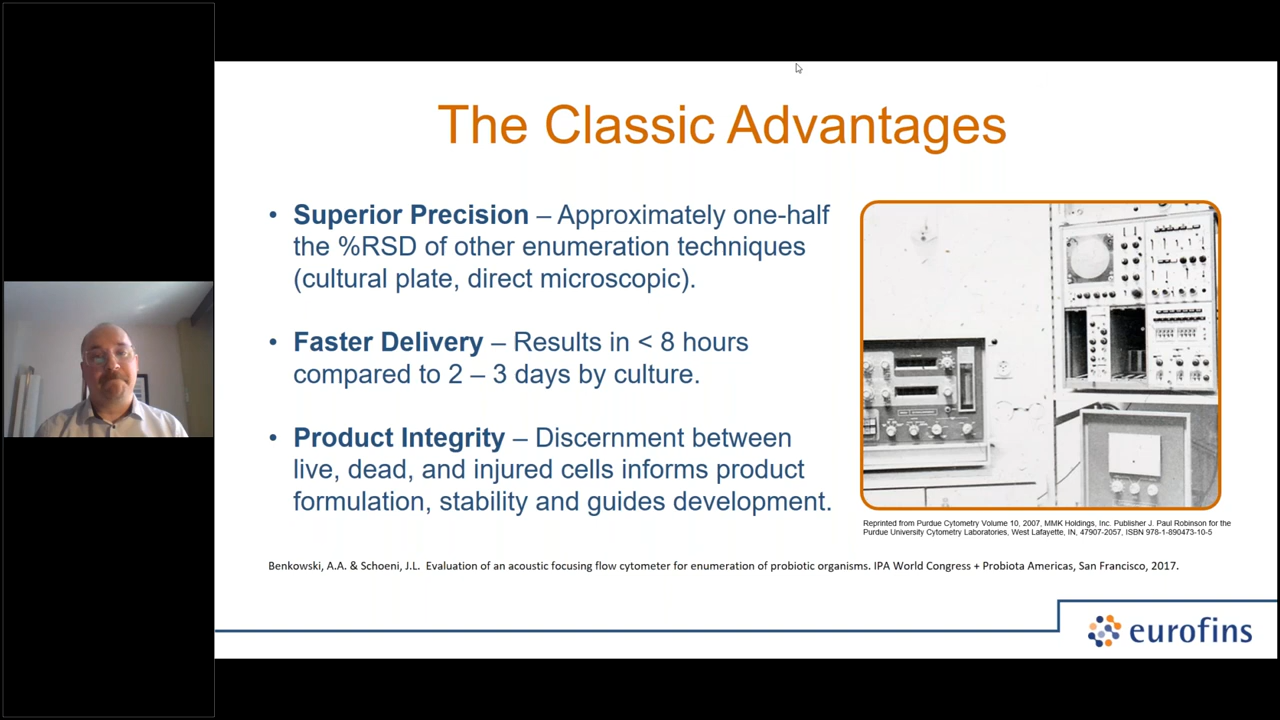 The Classic Advantages
• Superior Precision – Approximately one-half
the %RSD of other enumeration techniques
(cultural plate, direct microscopic).
• Faster Delivery – Results in < 8 hours
compared to 2 – 3 days by culture.
• Product Integrity – Discernment between
live, dead, and injured cells informs product
formulation, stability and guides development.
Reprinted from Purdue Cytometry Volume 10, 2007, MMK Holdings, Inc. Publisher J. Paul Robinson for the
Purdue University Cytometry Laboratories, West Lafayette, IN, 47907-2057, ISBN 978-1-890473-10-5
Benkowski, A.A. & Schoeni, J.L. Evaluation of an acoustic focusing flow cytometer for enumeration of probiotic organisms. IPA World Congress + Probiota Americas, San Francisco, 2017.
eurofins